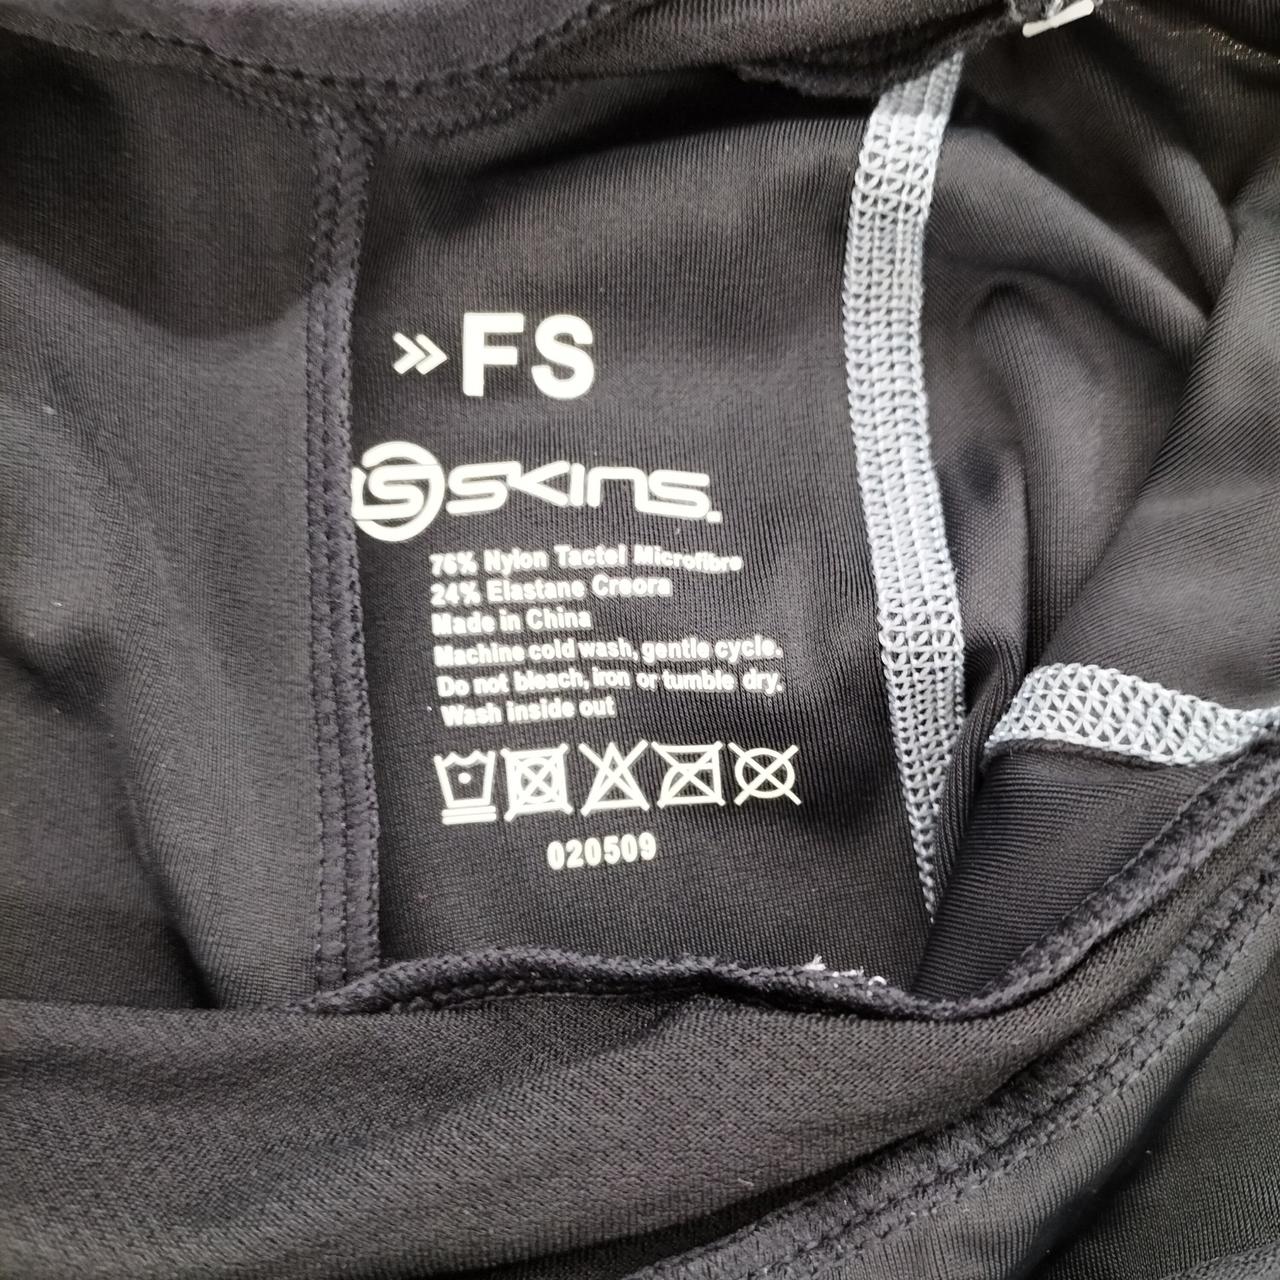 » FS
S SKINS.
76% Nylon Tactel Microfibre
24% Elastane Creora
Made in China
Machine cold wash, gentle cycle.
Do not bleach, iron or tumble dry.
Wash inside out
020509